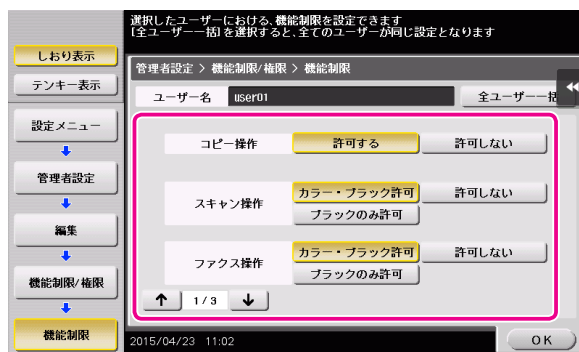 選択したユーザーにおける、機能制限を設定できます
[全ユーザー一括]を選択すると、全てのユーザーが同じ設定となります
しおり表示
テンキー表示
設定メニュー
管理者設定
編集
機能制限/権限
機能制限
管理者設定 > 機能制限/権限 > 機能制限
ユーザー名 user01 全ユーザー一括
コピー操作 許可する 許可しない
スキャン操作 カラー・ブラック許可 許可しない
ブラックのみ許可
ファクス操作 カラー・ブラック許可 許可しない
ブラックのみ許可
1/3
2015/04/23 11:02 OK